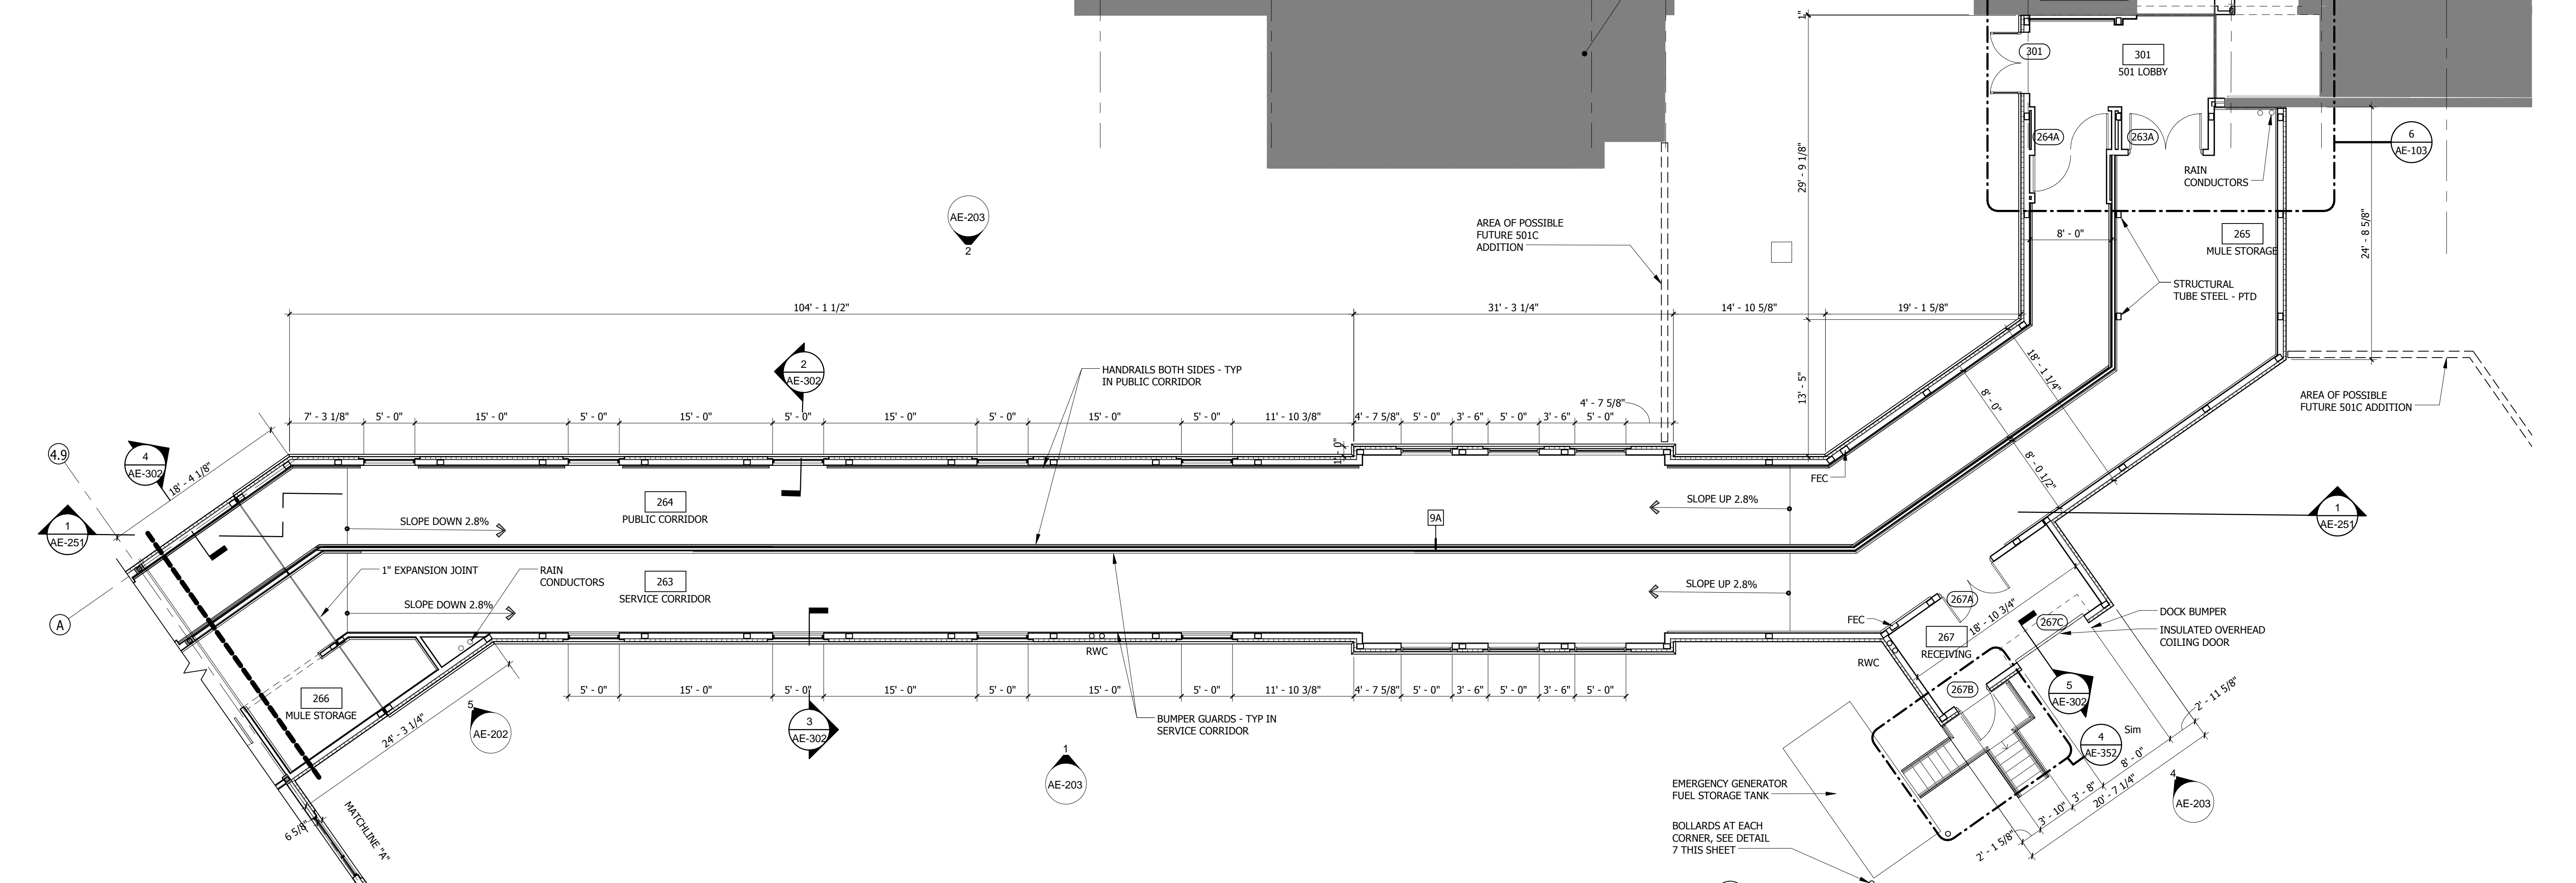 1"
301
301
501 LOBBY
264A
263A
6
AE-103
RAIN
CONDUCTORS
29' - 9 1/8"
AE-203
2
AREA OF POSSIBLE
FUTURE 501C
ADDITION
8' - 0"
265
MULE STORAGE
24' - 8 5/8"
STRUCTURAL
TUBE STEEL - PTD
104' - 1 1/2"
31' - 3 1/4"
14' - 10 5/8"
19' - 1 5/8"
2
AE-302
HANDRAILS BOTH SIDES - TYP
IN PUBLIC CORRIDOR
13' - 5"
18' - 1 1/4"
8' - 0"
8' - 0 1/2"
AREA OF POSSIBLE
FUTURE 501C ADDITION
7' - 3 1/8"
5' - 0"
15' - 0"
5' - 0"
15' - 0"
5' - 0"
15' - 0"
5' - 0"
15' - 0"
5' - 0"
11' - 10 3/8"
4' - 7 5/8"
5' - 0"
3' - 6"
5' - 0"
3' - 6"
5' - 0"
4' - 7 5/8"
1' - 0"
4.9
4
AE-302
18' - 4 1/8"
1
AE-251
FEC
264
PUBLIC CORRIDOR
SLOPE DOWN 2.8%
SLOPE UP 2.8%
9A
1
AE-251
1" EXPANSION JOINT
RAIN
CONDUCTORS
263
SERVICE CORRIDOR
SLOPE DOWN 2.8%
SLOPE UP 2.8%
A
267A
18' - 10 3/4"
FEC
267
RECEIVING
267C
DOCK BUMPER
INSULATED OVERHEAD
COILING DOOR
RWC
RWC
266
MULE STORAGE
24' - 3 1/4"
5
AE-202
5' - 0"
15' - 0"
5' - 0"
15' - 0"
5' - 0"
15' - 0"
5' - 0"
11' - 10 3/8"
4' - 7 5/8"
5' - 0"
3' - 6"
5' - 0"
3' - 6"
5' - 0"
267B
5
AE-302
2' - 11 5/8"
3
AE-302
BUMPER GUARDS - TYP IN
SERVICE CORRIDOR
1
AE-203
4
AE-352
Sim
8' - 0"
3' - 8"
20' - 7 1/4"
3' - 10"
2' - 1 5/8"
4
AE-203
EMERGENCY GENERATOR
FUEL STORAGE TANK
BOLLARDS AT EACH
CORNER, SEE DETAIL
7 THIS SHEET
6 5/8"
MATCHLINE "A"